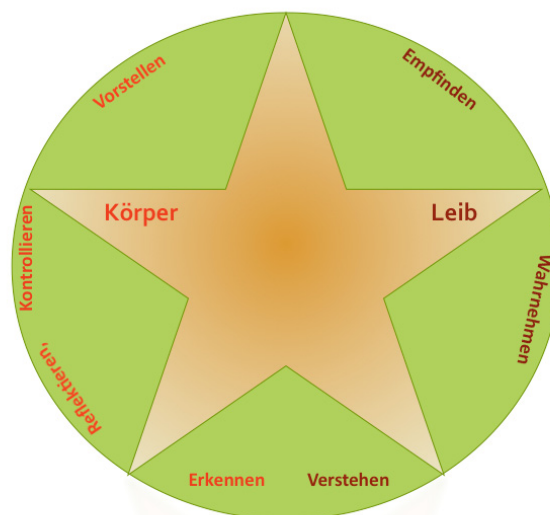 Vorstellen
Empfinden
Körper
Leib
Kontrollieren
Wahrnehmen
Reflektieren,
Erkennen
Verstehen